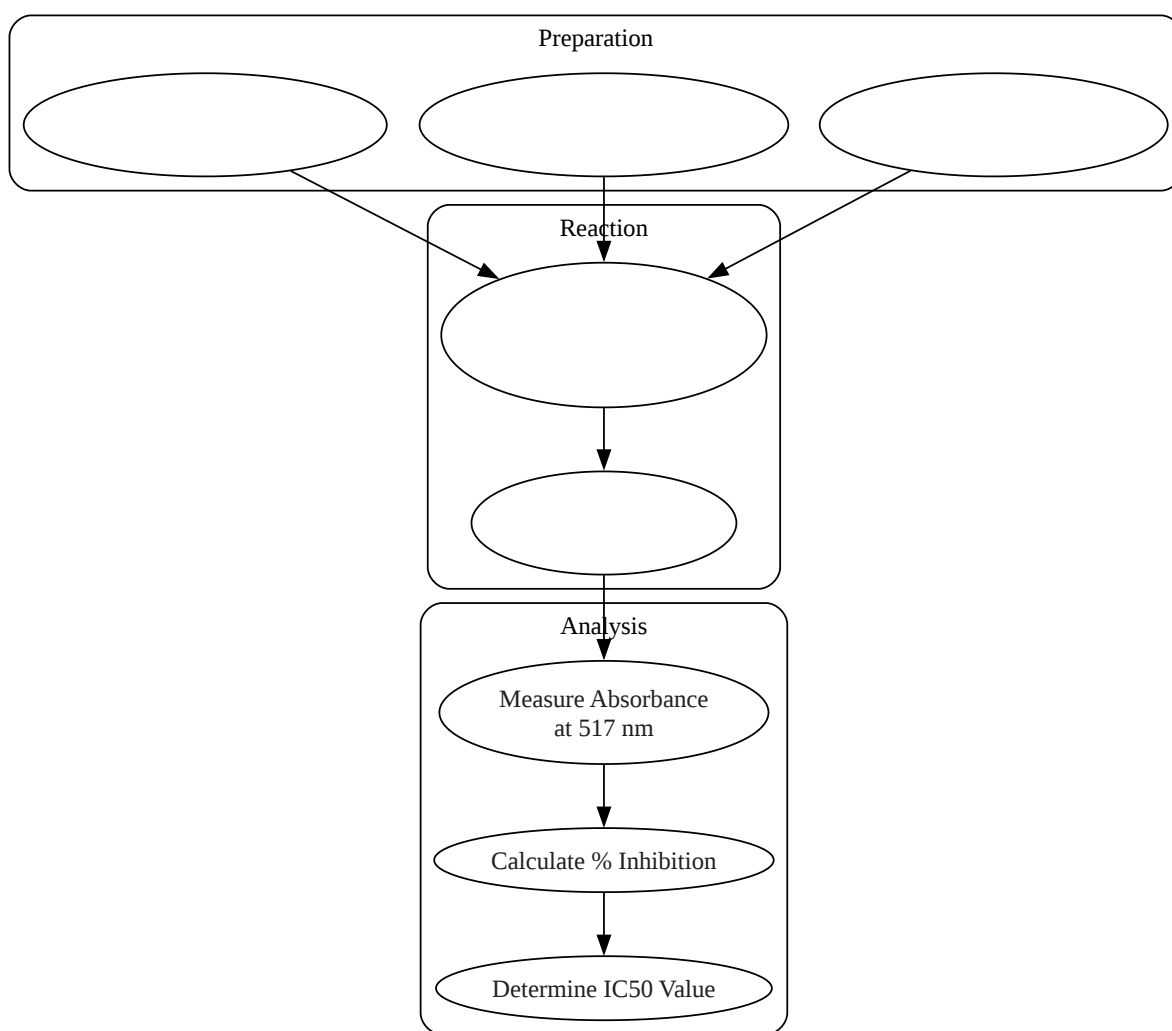 Preparation
Reaction
Analysis
Measure Absorbance
at 517 nm
Calculate % Inhibition
Determine IC50 Value